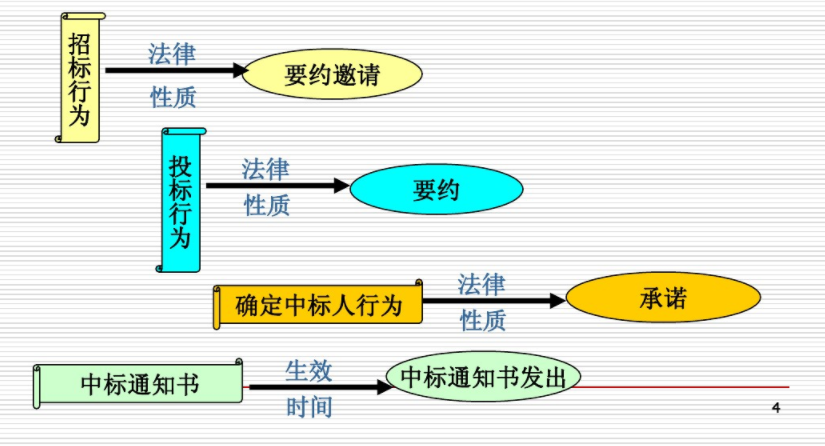 招标行为
法律
性质
要约邀请
投标行为
法律
性质
要约
确定中标人行为
法律
性质
承诺
中标通知书
生效
时间
中标通知书发出
4